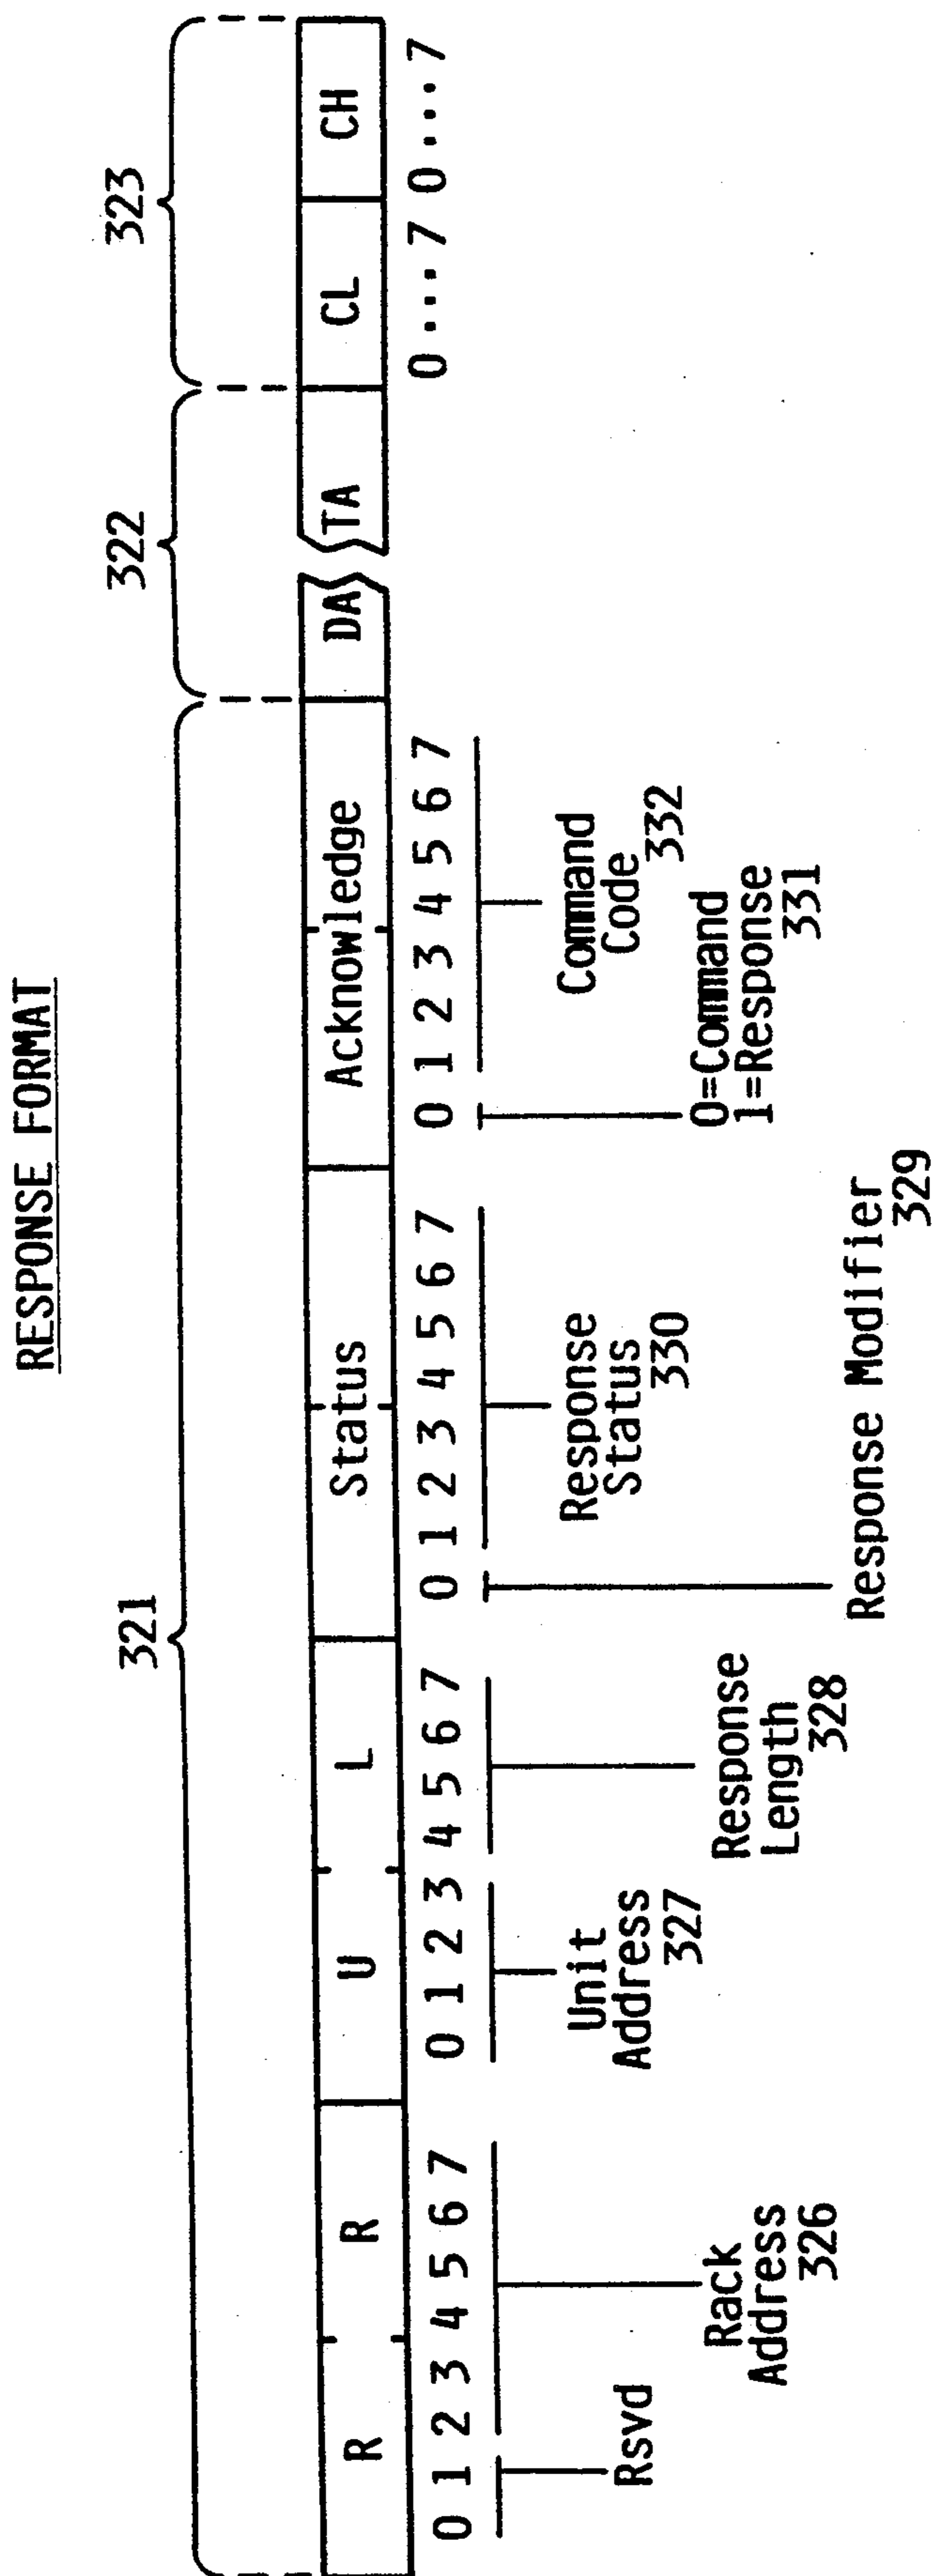 RESPONSE FORMAT
321 322 323
R R U L Status Acknowledge DA TA CL CH
0 1 2 3 4 5 6 7 0 1 2 3 4 5 6 7 0 1 2 3 4 5 6 7 0 1 2 3 4 5 6 7 0...7 0...7
Rsvd
Rack
Address
326
Unit
Address
327
Response
Length
328
Response Modifier
329
Response
Status
330
0=Command
1=Response
331
Command
Code
332